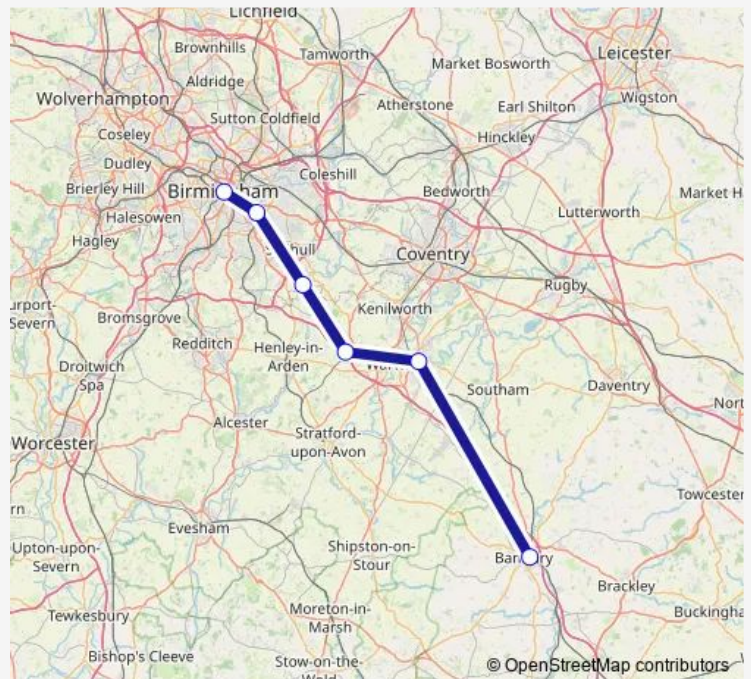 Lichfield
Brownhills
Tamworth
Leicester
Market Bosworth
Aldridge
Wolverhampton
Atherstone
Earl Shilton
Wigston
Sutton Coldfield
Coseley
Hinckley
Dudley
Coleshill
Brierley Hill
Bedworth
Market H
Halesowen
Lutterworth
Hagley
Coventry
Rugby
Severn
Bromsgrove
Kenilworth
Redditch
Henley-in-
Arden
Droitwich
Spa
Southam
Daventry
Nort
Alcester
Stratford-
upon-Avon
Worcester
Towcester
Evesham
Upton-upon-
Severn
Shipston-on-
Stour
Brackley
Moreton-in-
Marsh
Buckingha
Tewkesbury
Bishop's Cleeve
Stow-on-the-
© OpenStreetMap contributors